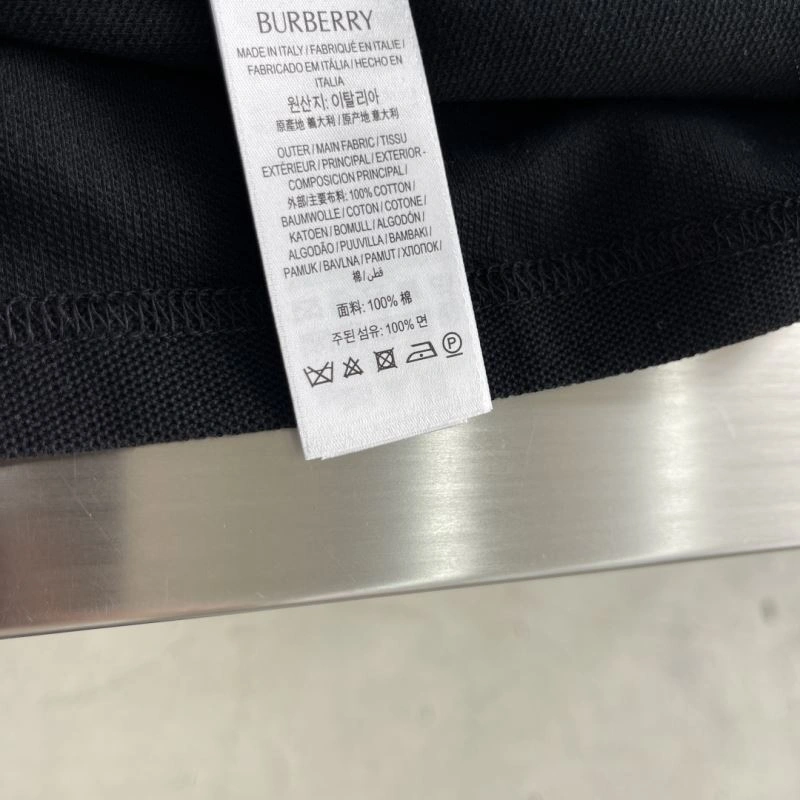 BURBERRY
MADE IN ITALY / FABRIQUÉ EN ITALIE /
FABRICADO EM ITÁLIA / HECHO EN
ITALIA
원산지: 이탈리아
原產地 義大利 / 原产地 意大利
OUTER / MAIN FABRIC / TISSU
EXTÉRIEUR / PRINCIPAL / EXTERIOR -
COMPOSICION PRINCIPAL /
外部/主要布料: 100% COTTON /
BAUMWOLLE / COTON / COTONE /
KATOEN / BOMULL / ALGODÓN /
ALGODÃO / PUUVILLA / BAMBAKI /
PAMUK / BAVLNA / PAMUT / ХЛОПОК /
棉 / قطن
面料: 100% 棉
주된 섬유: 100% 면
P